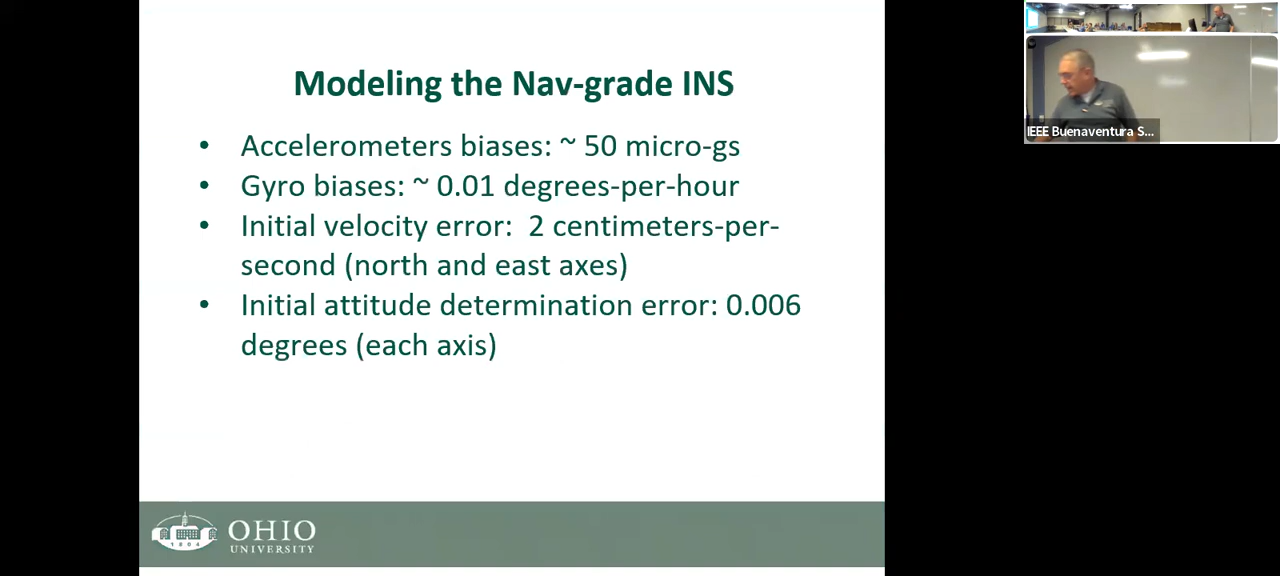 Modeling the Nav-grade INS
• Accelerometers biases: ~ 50 micro-gs
• Gyro biases: ~ 0.01 degrees-per-hour
• Initial velocity error:  2 centimeters-per-
second (north and east axes)
• Initial attitude determination error: 0.006
degrees (each axis)
1804
OHIO
UNIVERSITY
IEEE Buenaventura S...